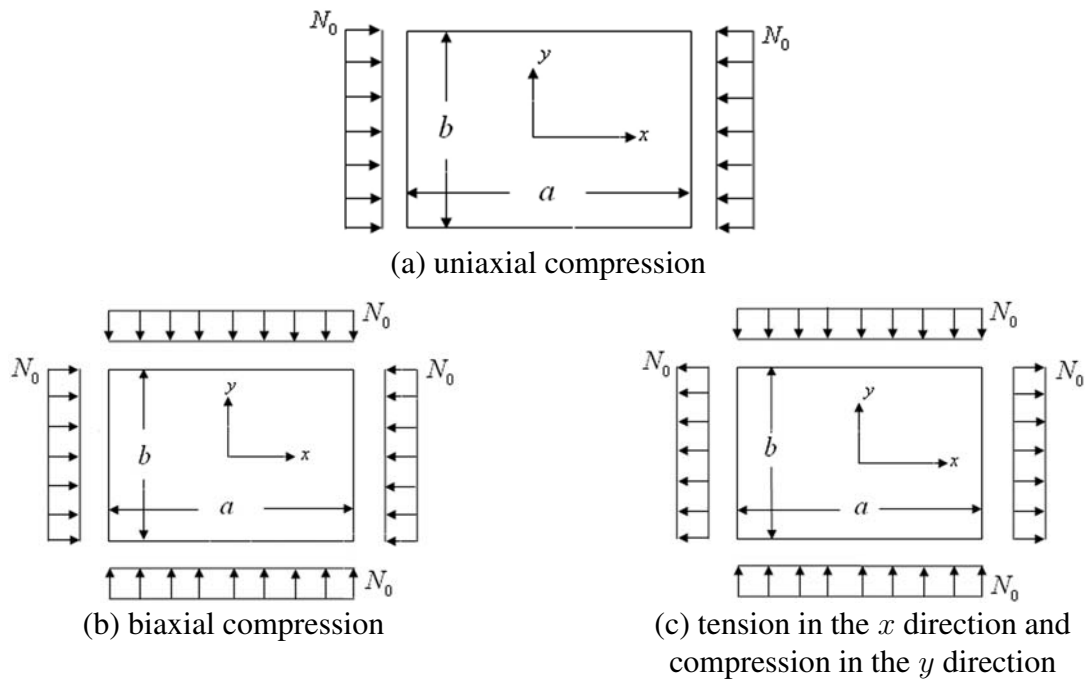 N₀ N₀
y
b x
a
(a) uniaxial compression
N₀ N₀
N₀ N₀ N₀ N₀
y y
b x b x
a a
N₀ N₀
(b) biaxial compression (c) tension in the x direction and
compression in the y direction